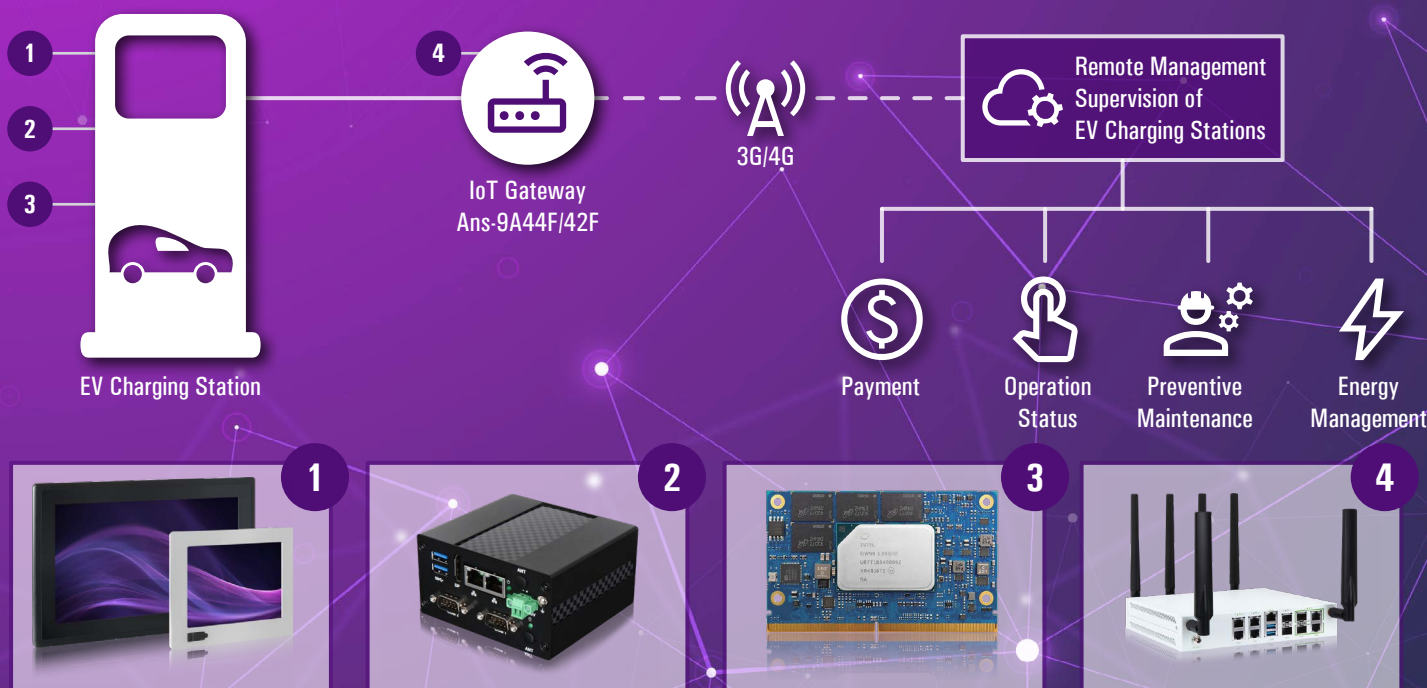 1
2
3
4
IoT Gateway
Ans-9A44F/42F
3G/4G
Remote Management
Supervision of
EV Charging Stations
EV Charging Station
Payment
Operation
Status
Preventive
Maintenance
Energy
Management
1
2
3
4